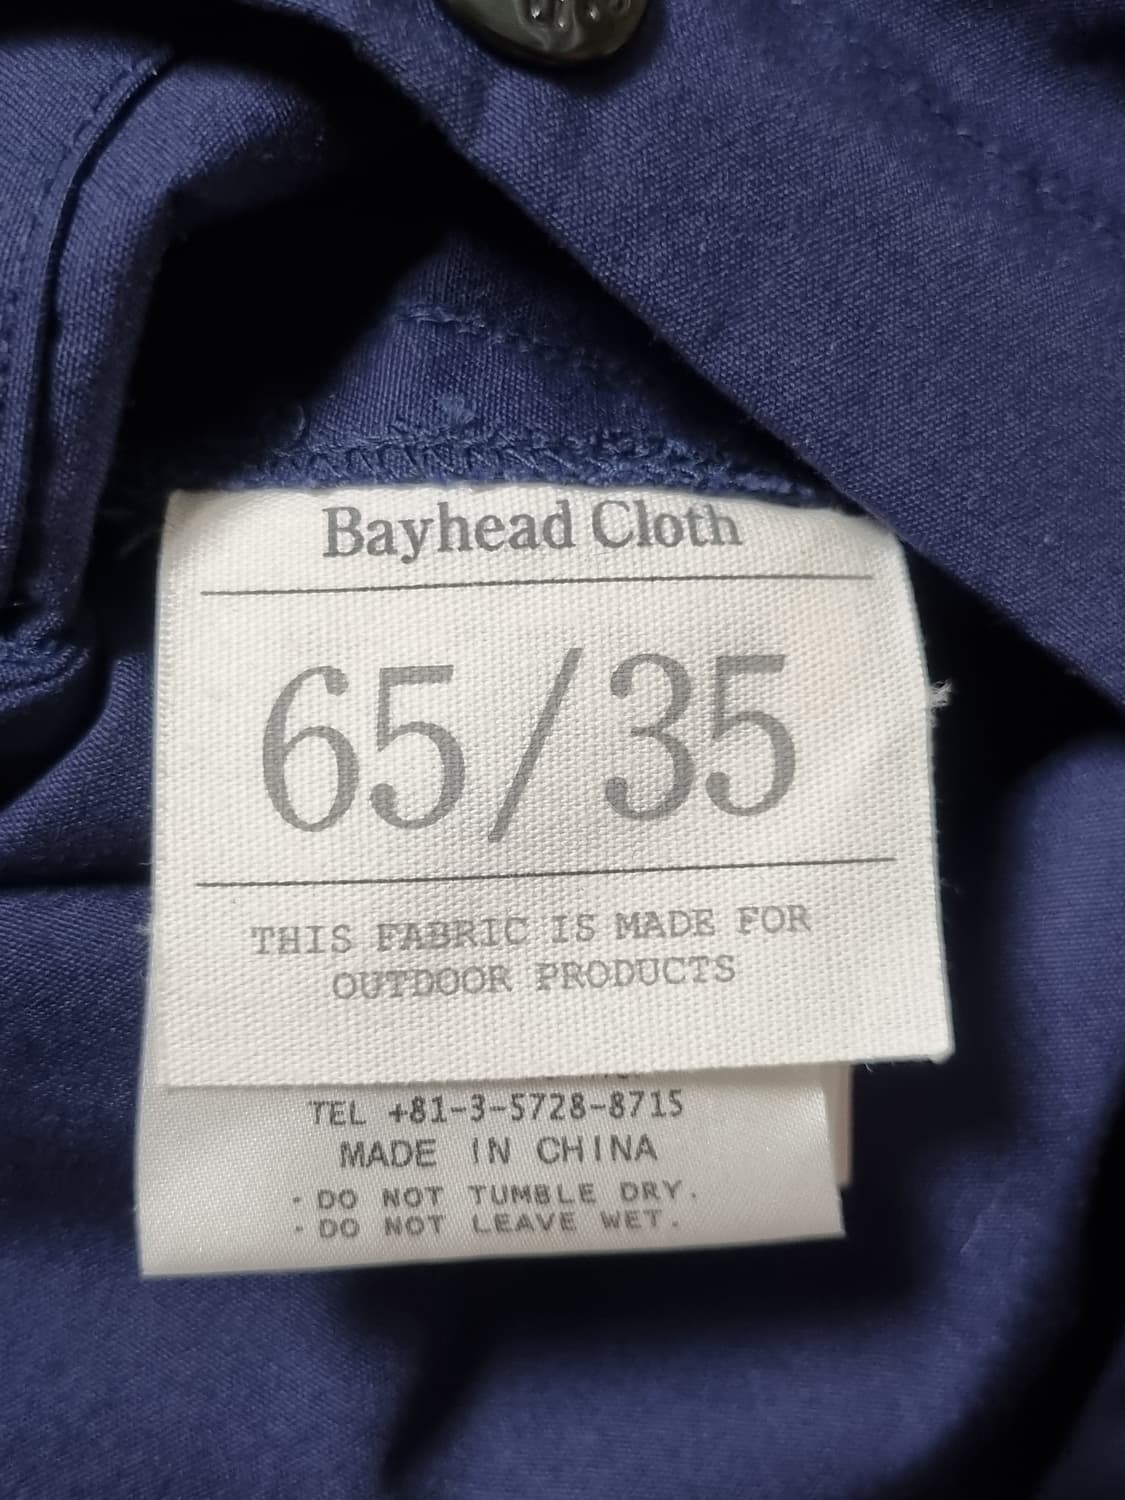 Bayhead Cloth
65/35
THIS FABRIC IS MADE FOR
OUTDOOR PRODUCTS
TEL +81-3-5728-8715
MADE IN CHINA
· DO NOT TUMBLE DRY.
· DO NOT LEAVE WET.